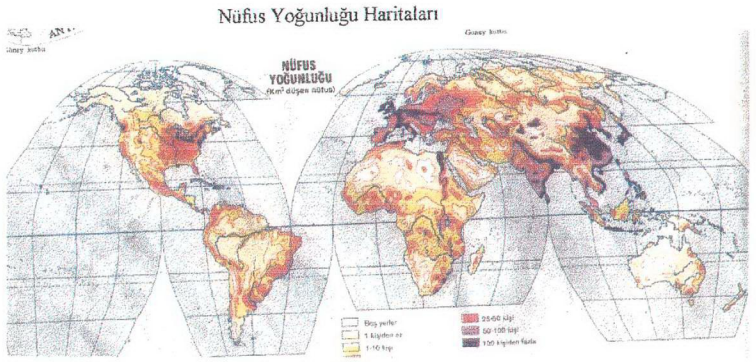 Nüfus Yoğunluğu Haritaları
Güney kutbu
Güney kutbu
NÜFUS
YOĞUNLUĞU
(Km² düşen nüfus)
Boş yerler
1 kişiden az
1-10 kişi
25-50 kişi
50-100 kişi
100 kişiden fazla